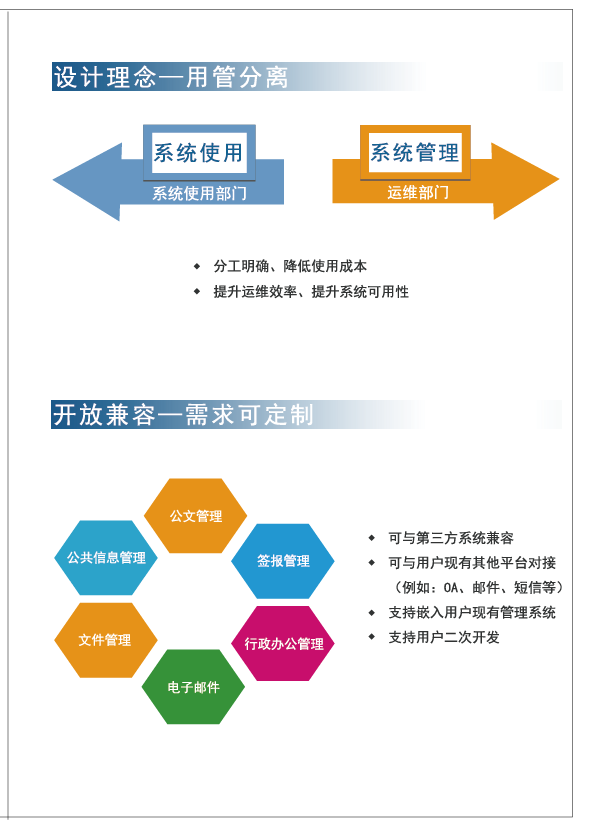 设计理念—用管分离
系统使用
系统管理
系统使用部门
运维部门
◆ 分工明确、降低使用成本
◆ 提升运维效率、提升系统可用性
开放兼容—需求可定制
公文管理
公共信息管理
签报管理
文件管理
行政办公管理
电子邮件
◆ 可与第三方系统兼容
◆ 可与用户现有其他平台对接
（例如：OA、邮件、短信等）
◆ 支持嵌入用户现有管理系统
◆ 支持用户二次开发